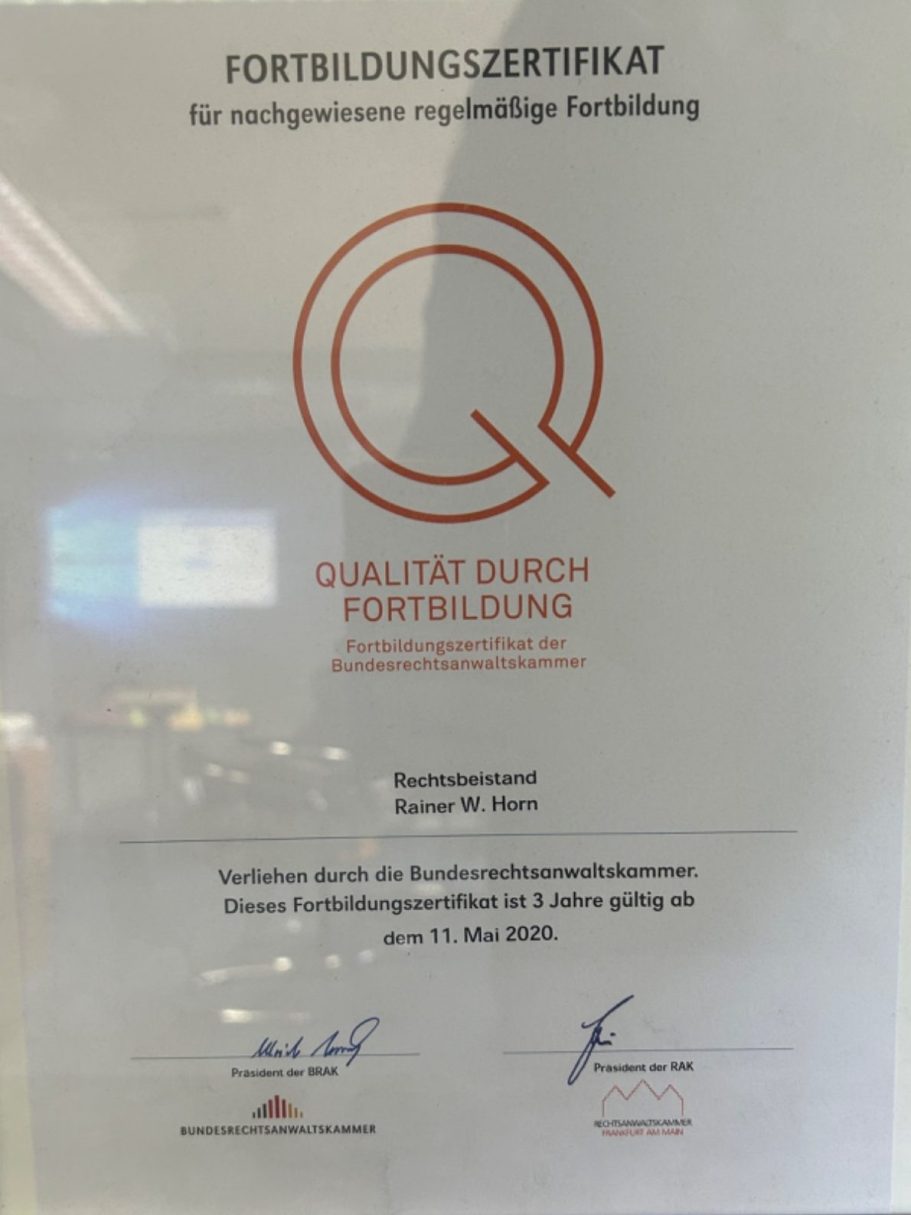 FORTBILDUNGSZERTIFIKAT
für nachgewiesene regelmäßige Fortbildung
QUALITÄT DURCH
FORTBILDUNG
Fortbildungszertifikat der
Bundesrechtsanwaltskammer
Rechtsbeistand
Rainer W. Horn
Verliehen durch die Bundesrechtsanwaltskammer.
Dieses Fortbildungszertifikat ist 3 Jahre gültig ab
dem 11. Mai 2020.
Präsident der BRAK
Präsident der RAK
BUNDESRECHTSANWALTSKAMMER
RECHTSANWALTSKAMMER
FRANKFURT AM MAIN